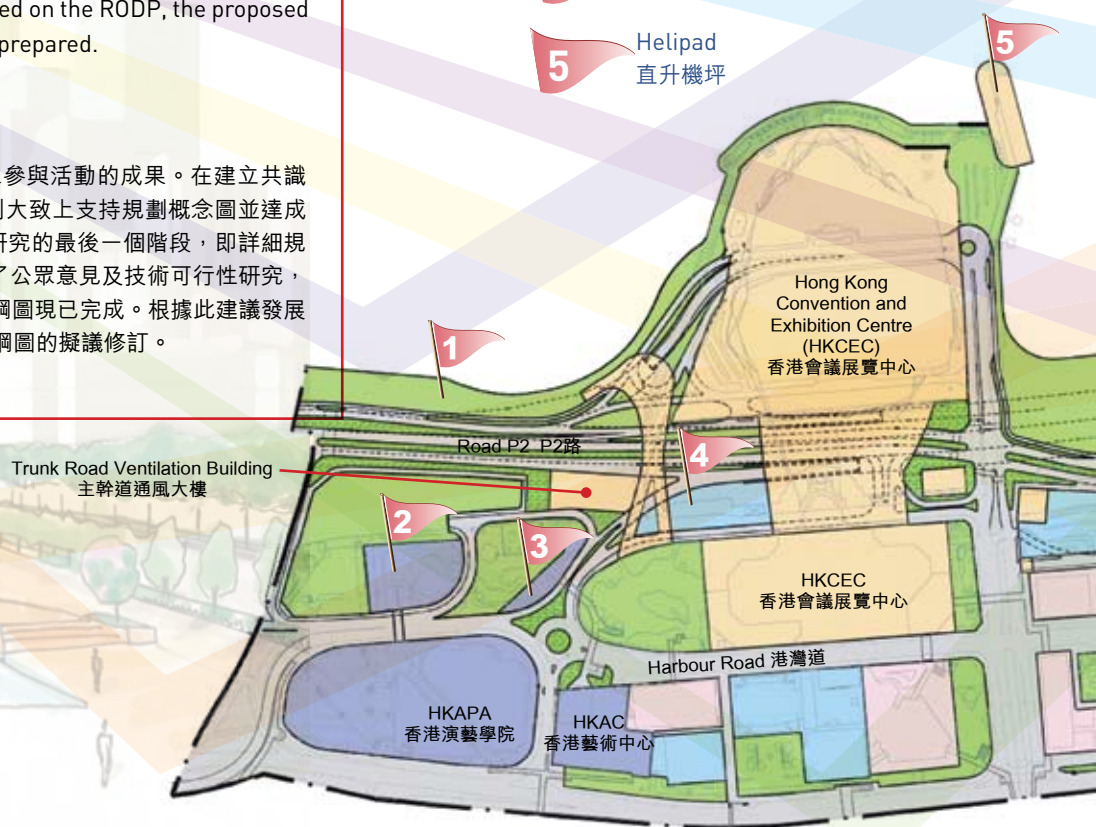 ed on the RODP, the proposed
prepared.
參與活動的成果。在建立共識
大致上支持規劃概念圖並達成
研究的最後一個階段，即詳細規
了公眾意見及技術可行性研究，
綱圖現已完成。根據此建議發展
綱圖的擬議修訂。
5
Helipad
直升機坪
5
Hong Kong
Convention and
Exhibition Centre
(HKCEC)
香港會議展覽中心
1
Road P2 P2路
4
Trunk Road Ventilation Building
主幹道通風大樓
2
3
HKCEC
香港會議展覽中心
Harbour Road 港灣道
HKAPA
香港演藝學院
HKAC
香港藝術中心